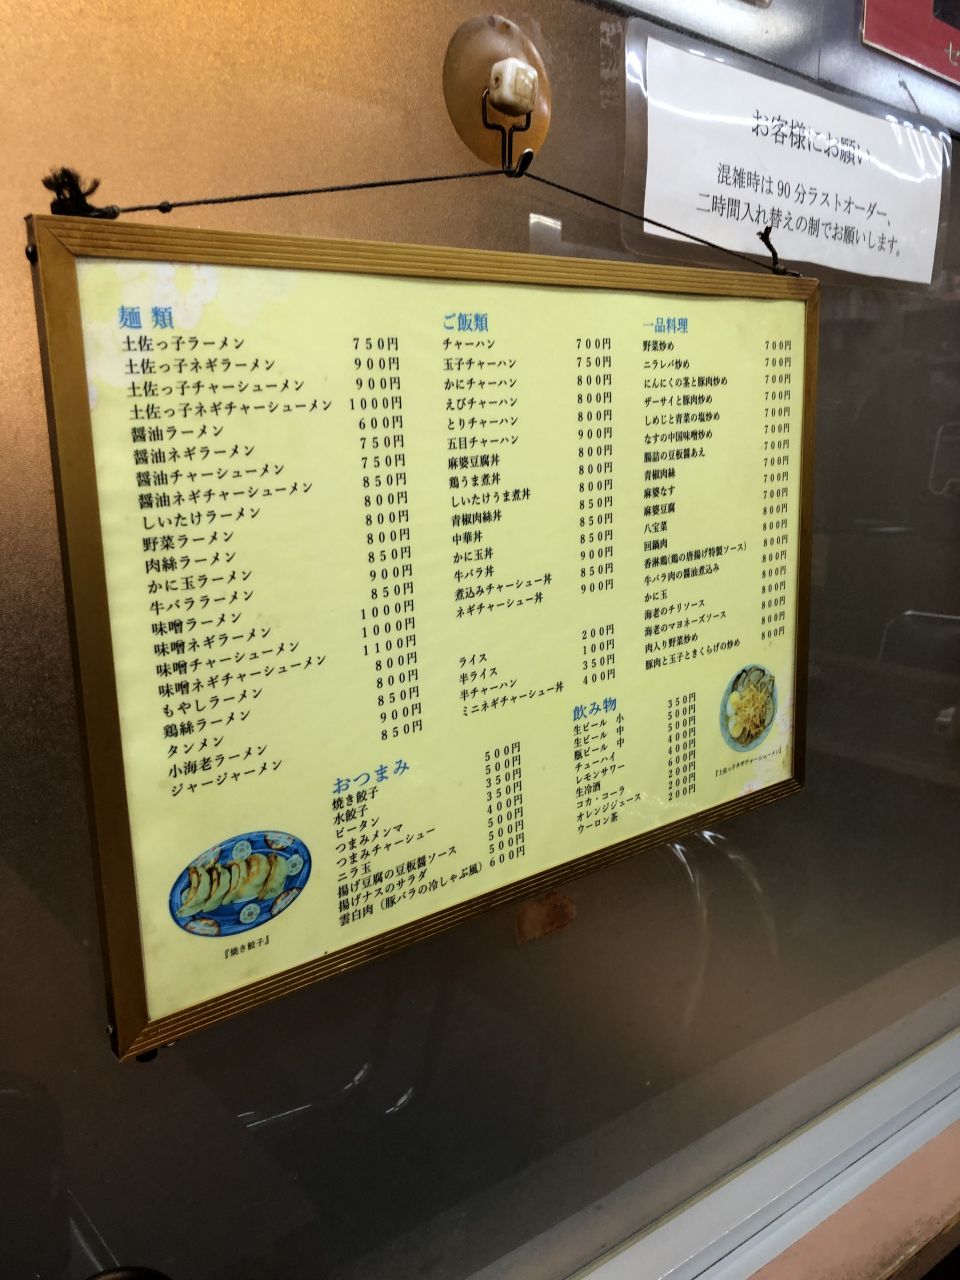 お客様にお願い
混雑時は90分ラストオーダー、
二時間入れ替えの制でお願いします。
セ
麺類
土佐っ子ラーメン 750円
土佐っ子ネギラーメン 900円
土佐っ子チャーシューメン 900円
土佐っ子ネギチャーシューメン 1000円
醤油ラーメン 600円
醤油ネギラーメン 750円
醤油チャーシューメン 750円
醤油ネギチャーシューメン 850円
しいたけラーメン 800円
野菜ラーメン 800円
肉絲ラーメン 800円
かに玉ラーメン 850円
牛バララーメン 900円
味噌ラーメン 850円
味噌ネギラーメン 1000円
味噌チャーシューメン 1000円
味噌ネギチャーシューメン 1100円
もやしラーメン 800円
鶏絲ラーメン 800円
タンメン 850円
小海老ラーメン 900円
ジャージャーメン 850円
『焼き餃子』
ご飯類
チャーハン 700円
玉子チャーハン 750円
かにチャーハン 800円
えびチャーハン 800円
とりチャーハン 800円
五目チャーハン 900円
麻婆豆腐丼 800円
鶏うま煮丼 800円
しいたけうま煮丼 850円
青椒肉絲丼 850円
中華丼 850円
かに玉丼 850円
牛バラ丼 900円
煮込みチャーシュー丼 850円
ネギチャーシュー丼 900円
ライス 200円
半ライス 100円
半チャーハン 350円
ミニネギチャーシュー丼 400円
おつまみ
焼き餃子 500円
水餃子 500円
ピータン 350円
つまみメンマ 350円
つまみチャーシュー 400円
ニラ玉 500円
揚げ豆腐の豆板醤ソース 500円
揚げナスのサラダ 500円
雲白肉（豚バラの冷しゃぶ風） 600円
一品料理
野菜炒め 700円
ニラレバ炒め 700円
にんにくの茎と豚肉炒め 700円
ザーサイと豚肉炒め 700円
しめじと青菜の塩炒め 700円
なすの中国味噌炒め 700円
腸詰の豆板醤あえ 700円
青椒肉絲 700円
麻婆なす 700円
麻婆豆腐 700円
八宝菜 800円
回鍋肉 800円
香淋鶏(鶏の唐揚げ特製ソース) 800円
牛バラ肉の醤油煮込み 800円
かに玉 800円
海老のチリソース 800円
海老のマヨネーズソース 800円
肉入り野菜炒め 800円
豚肉と玉子ときくらげの炒め 800円
飲み物
生ビール 小 350円
生ビール 中 500円
瓶ビール 中 500円
チューハイ 400円
レモンサワー 400円
生冷酒 600円
コカ・コーラ 200円
オレンジジュース 200円
ウーロン茶 200円
『土佐っ子ネギチャーシューメン』